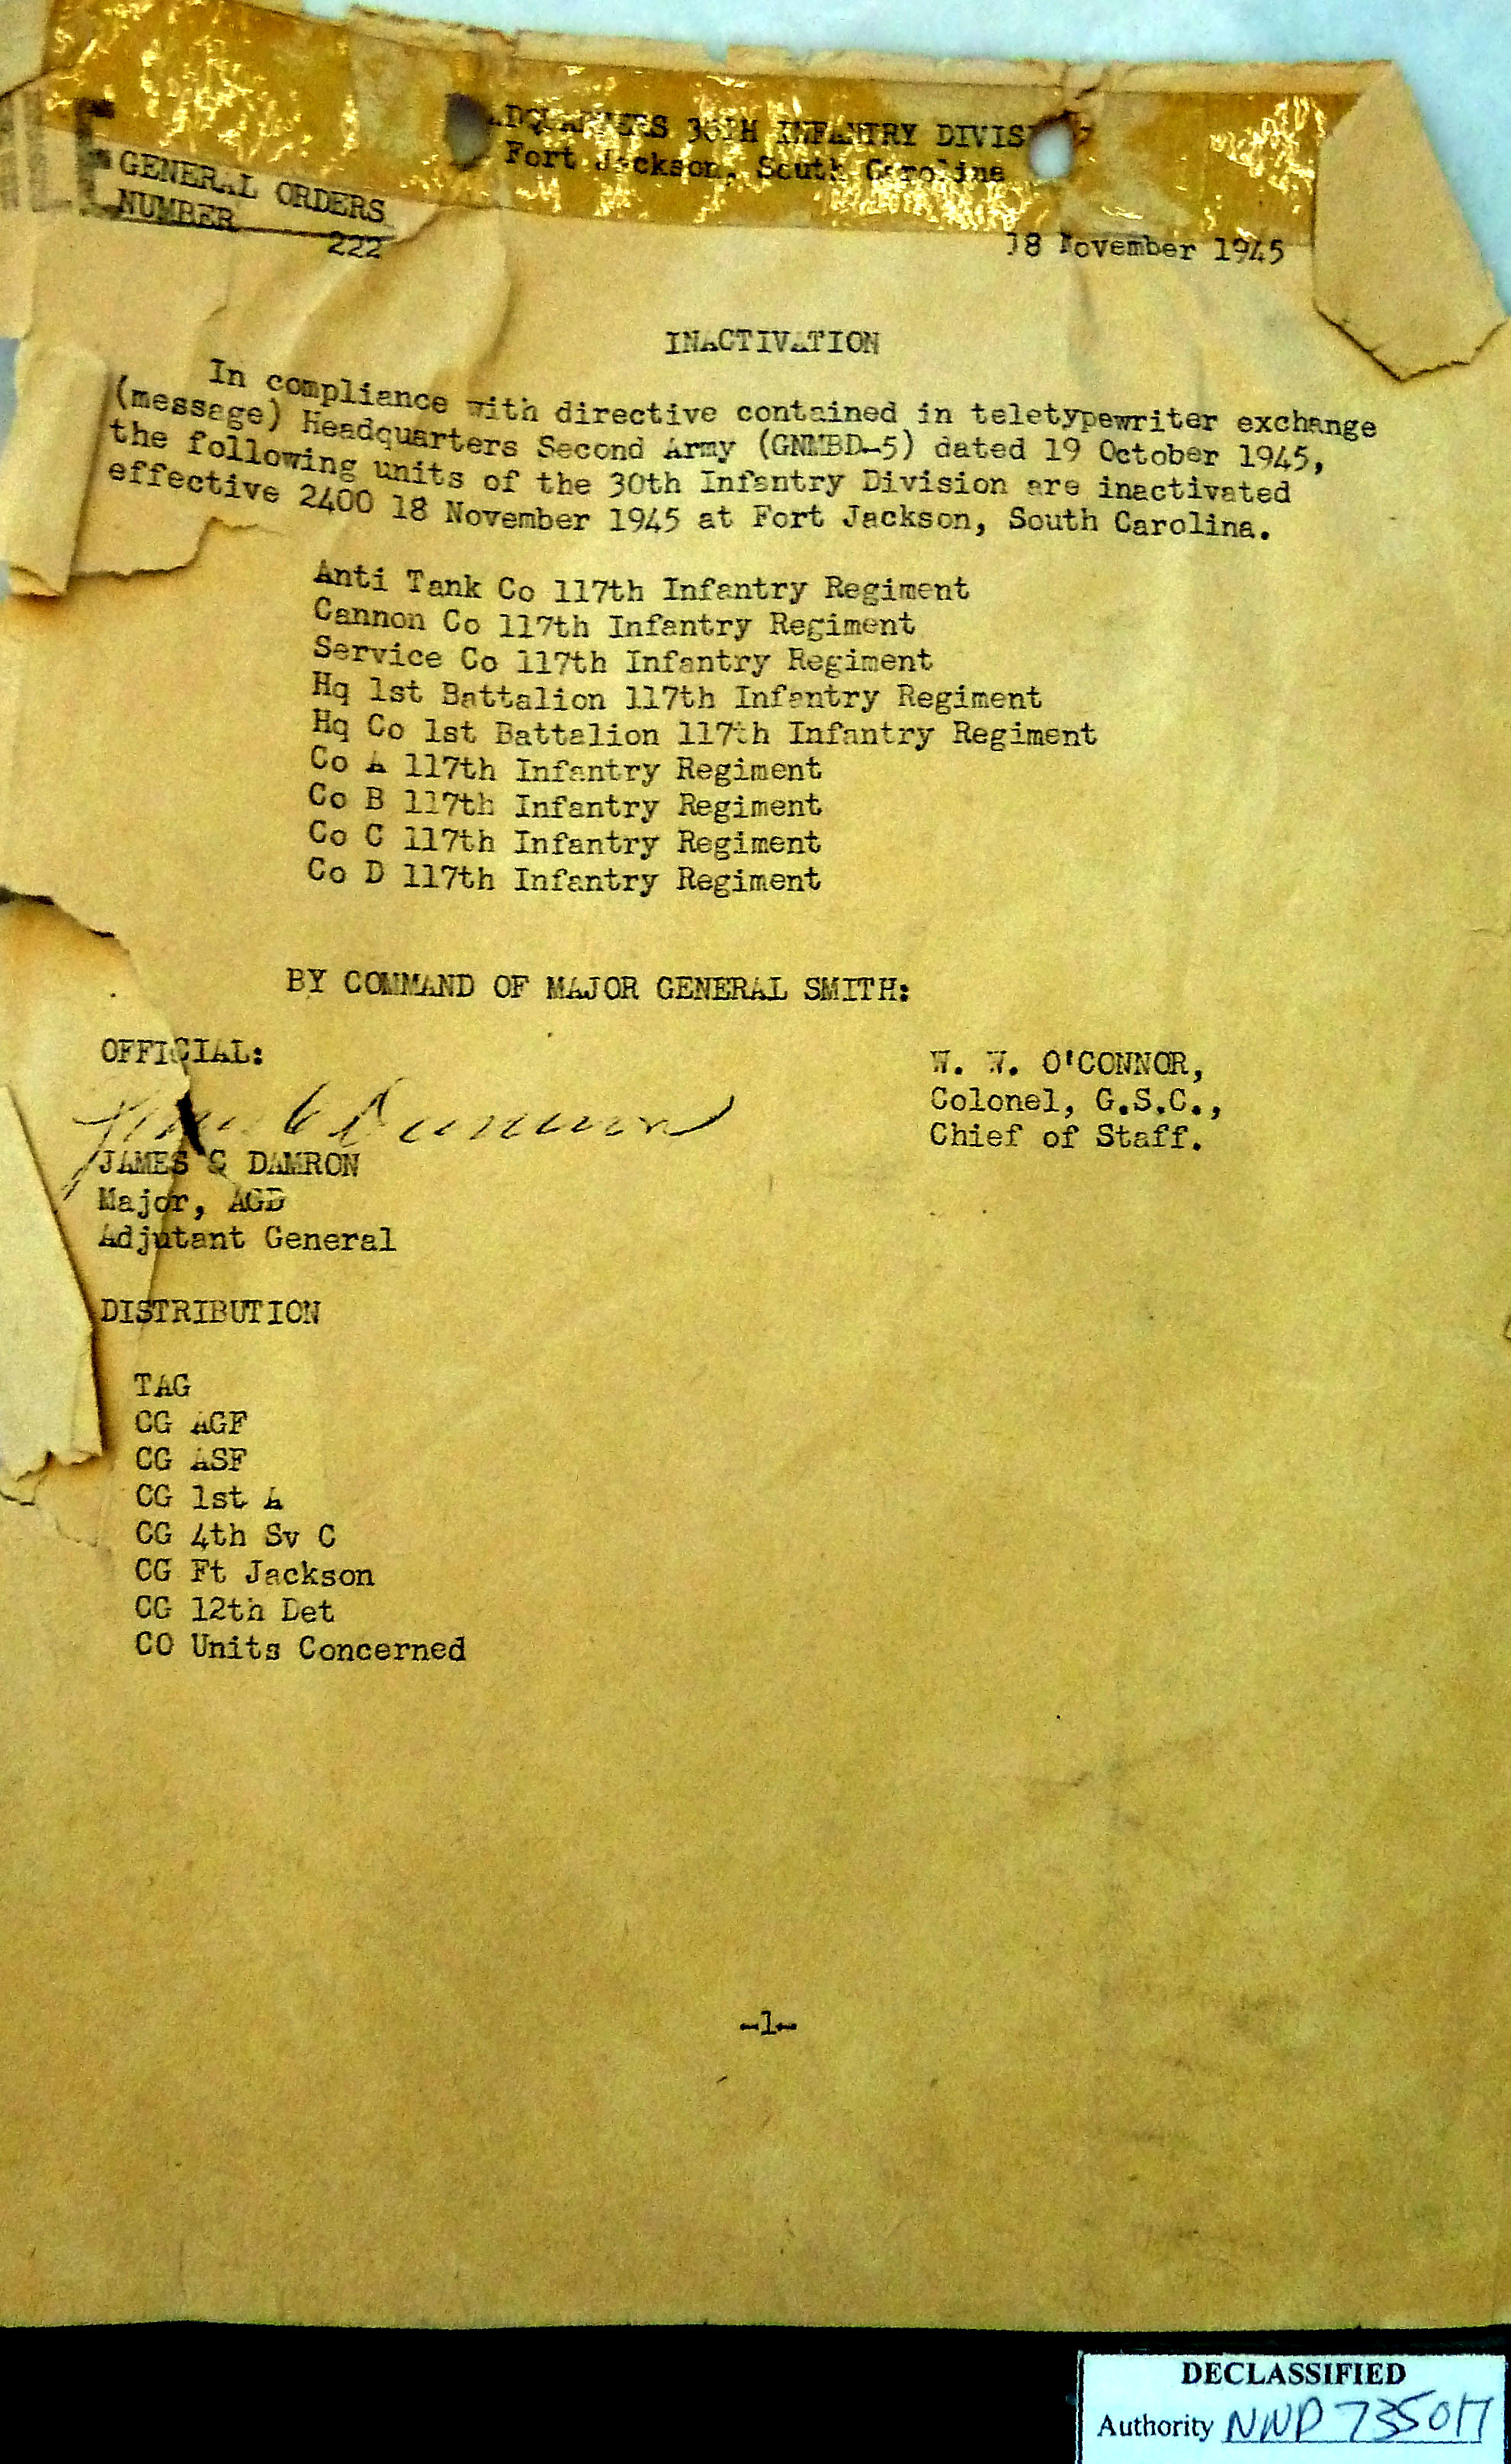 HEADQUARTERS 30TH INFANTRY DIVIS
Fort Jackson, South Carolina
GENERAL ORDERS
NUMBER 222
18 November 1945
INACTIVATION
In compliance with directive contained in teletypewriter exchange
(message) Headquarters Second Army (GNMBD-5) dated 19 October 1945,
the following units of the 30th Infantry Division are inactivated
effective 2400 18 November 1945 at Fort Jackson, South Carolina.
Anti Tank Co 117th Infantry Regiment
Cannon Co 117th Infantry Regiment
Service Co 117th Infantry Regiment
Hq 1st Battalion 117th Infantry Regiment
Hq Co 1st Battalion 117th Infantry Regiment
Co A 117th Infantry Regiment
Co B 117th Infantry Regiment
Co C 117th Infantry Regiment
Co D 117th Infantry Regiment
BY COMMAND OF MAJOR GENERAL SMITH:
OFFICIAL:
W. W. O'CONNOR,
Colonel, G.S.C.,
Chief of Staff.
JAMES C DAMRON
Major, AGD
Adjutant General
DISTRIBUTION
TAG
CG AGF
CG ASF
CG 1st A
CG 4th Sv C
CG Ft Jackson
CG 12th Det
CO Units Concerned
-1-
DECLASSIFIED
Authority NND 735017